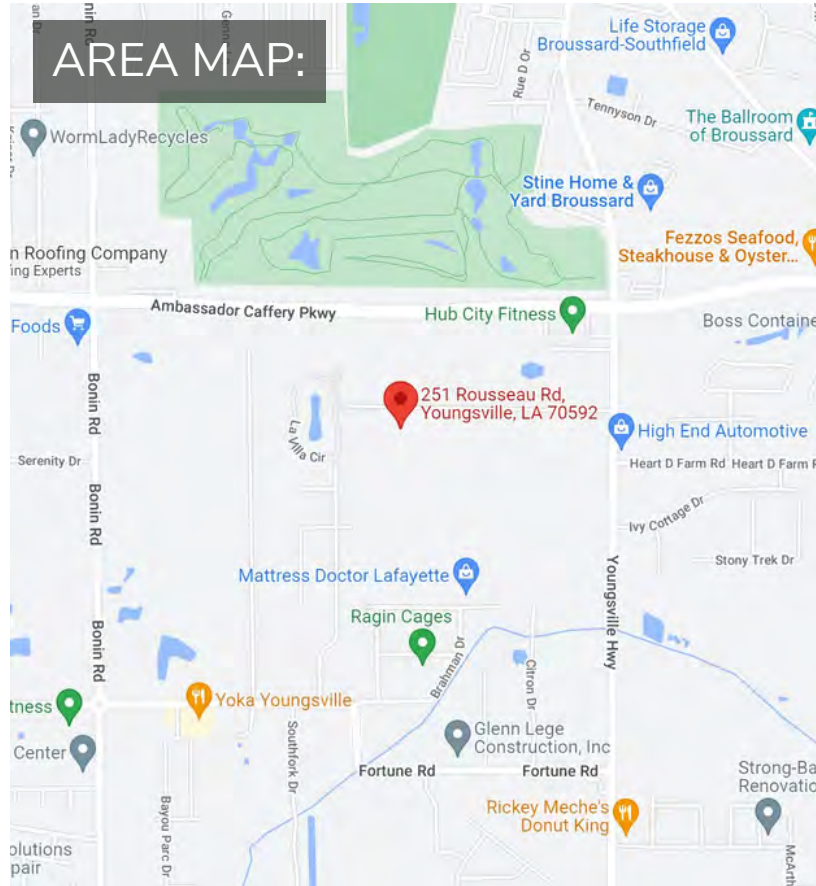 AREA MAP:
Bonin Rd
Rue D Or
Life Storage
Broussard-Southfield
Tennyson Dr
The Ballroom
of Broussard
WormLadyRecycles
Stine Home &
Yard Broussard
Fezzos Seafood,
Steakhouse & Oyster...
n Roofing Company
ing Experts
Ambassador Caffery Pkwy
Hub City Fitness
Foods
Boss Containe
Bonin Rd
251 Rousseau Rd,
Youngsville, LA 70592
La Villa Cir
High End Automotive
Serenity Dr
Heart D Farm Rd
Heart D Farm R
Bonin Rd
Ivy Cottage Dr
Stony Trek Dr
Mattress Doctor Lafayette
Youngsville Hwy
Ragin Cages
Bonin Rd
Brahman Dr
Citron Dr
tness
Yoka Youngsville
Center
Southfork Dr
Glenn Lege
Construction, Inc
Fortune Rd
Fortune Rd
Strong-Ba
Renovatio
Bayou Parc Dr
Rickey Meche's
Donut King
McArth
olutions
pair